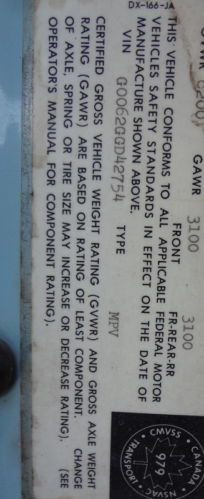 DX-166-JA
GVWR 6200 GAWR 3100 3100
FRONT FR-REAR-RR
THIS VEHICLE CONFORMS TO ALL APPLICABLE FEDERAL MOTOR
VEHICLES SAFETY STANDARDS IN EFFECT ON THE DATE OF
MANUFACTURE SHOWN ABOVE.
VIN G0062GGD42754 TYPE MPV
CERTIFIED GROSS VEHICLE WEIGHT RATING (GVWR) AND GROSS AXLE WEIGHT
RATING (GAWR) ARE BASED ON RATING OF LEAST COMPONENT. CHANGE
OF AXLE, SPRING OR TIRE SIZE MAY INCREASE OR DECREASE RATING). (SEE
OPERATOR'S MANUAL FOR COMPONENT RATING).
CANADA
CMVSS
979
NSVA
TRANSPORT